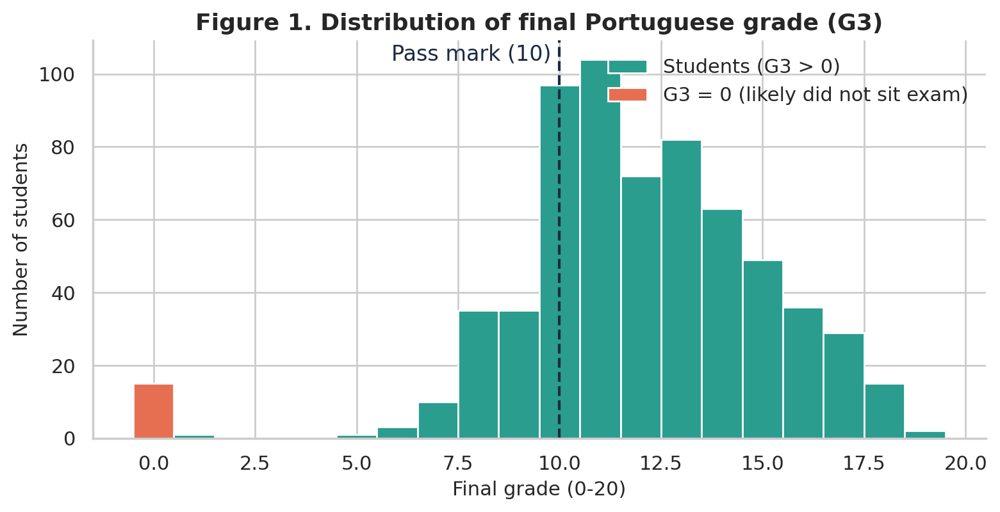 Figure 1. Distribution of final Portuguese grade (G3)
Pass mark (10)
Students (G3 > 0)
G3 = 0 (likely did not sit exam)
Number of students
100
80
60
40
20
0
0.0 2.5 5.0 7.5 10.0 12.5 15.0 17.5 20.0
Final grade (0-20)